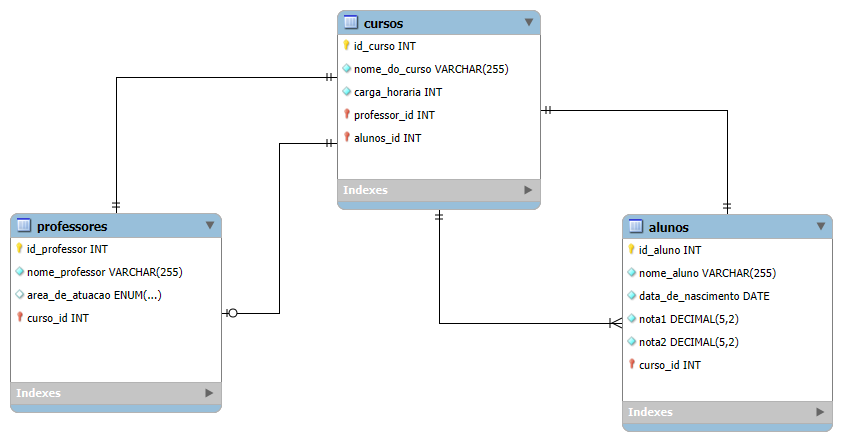 cursos
id_curso INT
nome_do_curso VARCHAR(255)
carga_horaria INT
professor_id INT
alunos_id INT
Indexes
professores
id_professor INT
nome_professor VARCHAR(255)
area_de_atuacao ENUM(...)
curso_id INT
Indexes
alunos
id_aluno INT
nome_aluno VARCHAR(255)
data_de_nascimento DATE
nota1 DECIMAL(5,2)
nota2 DECIMAL(5,2)
curso_id INT
Indexes